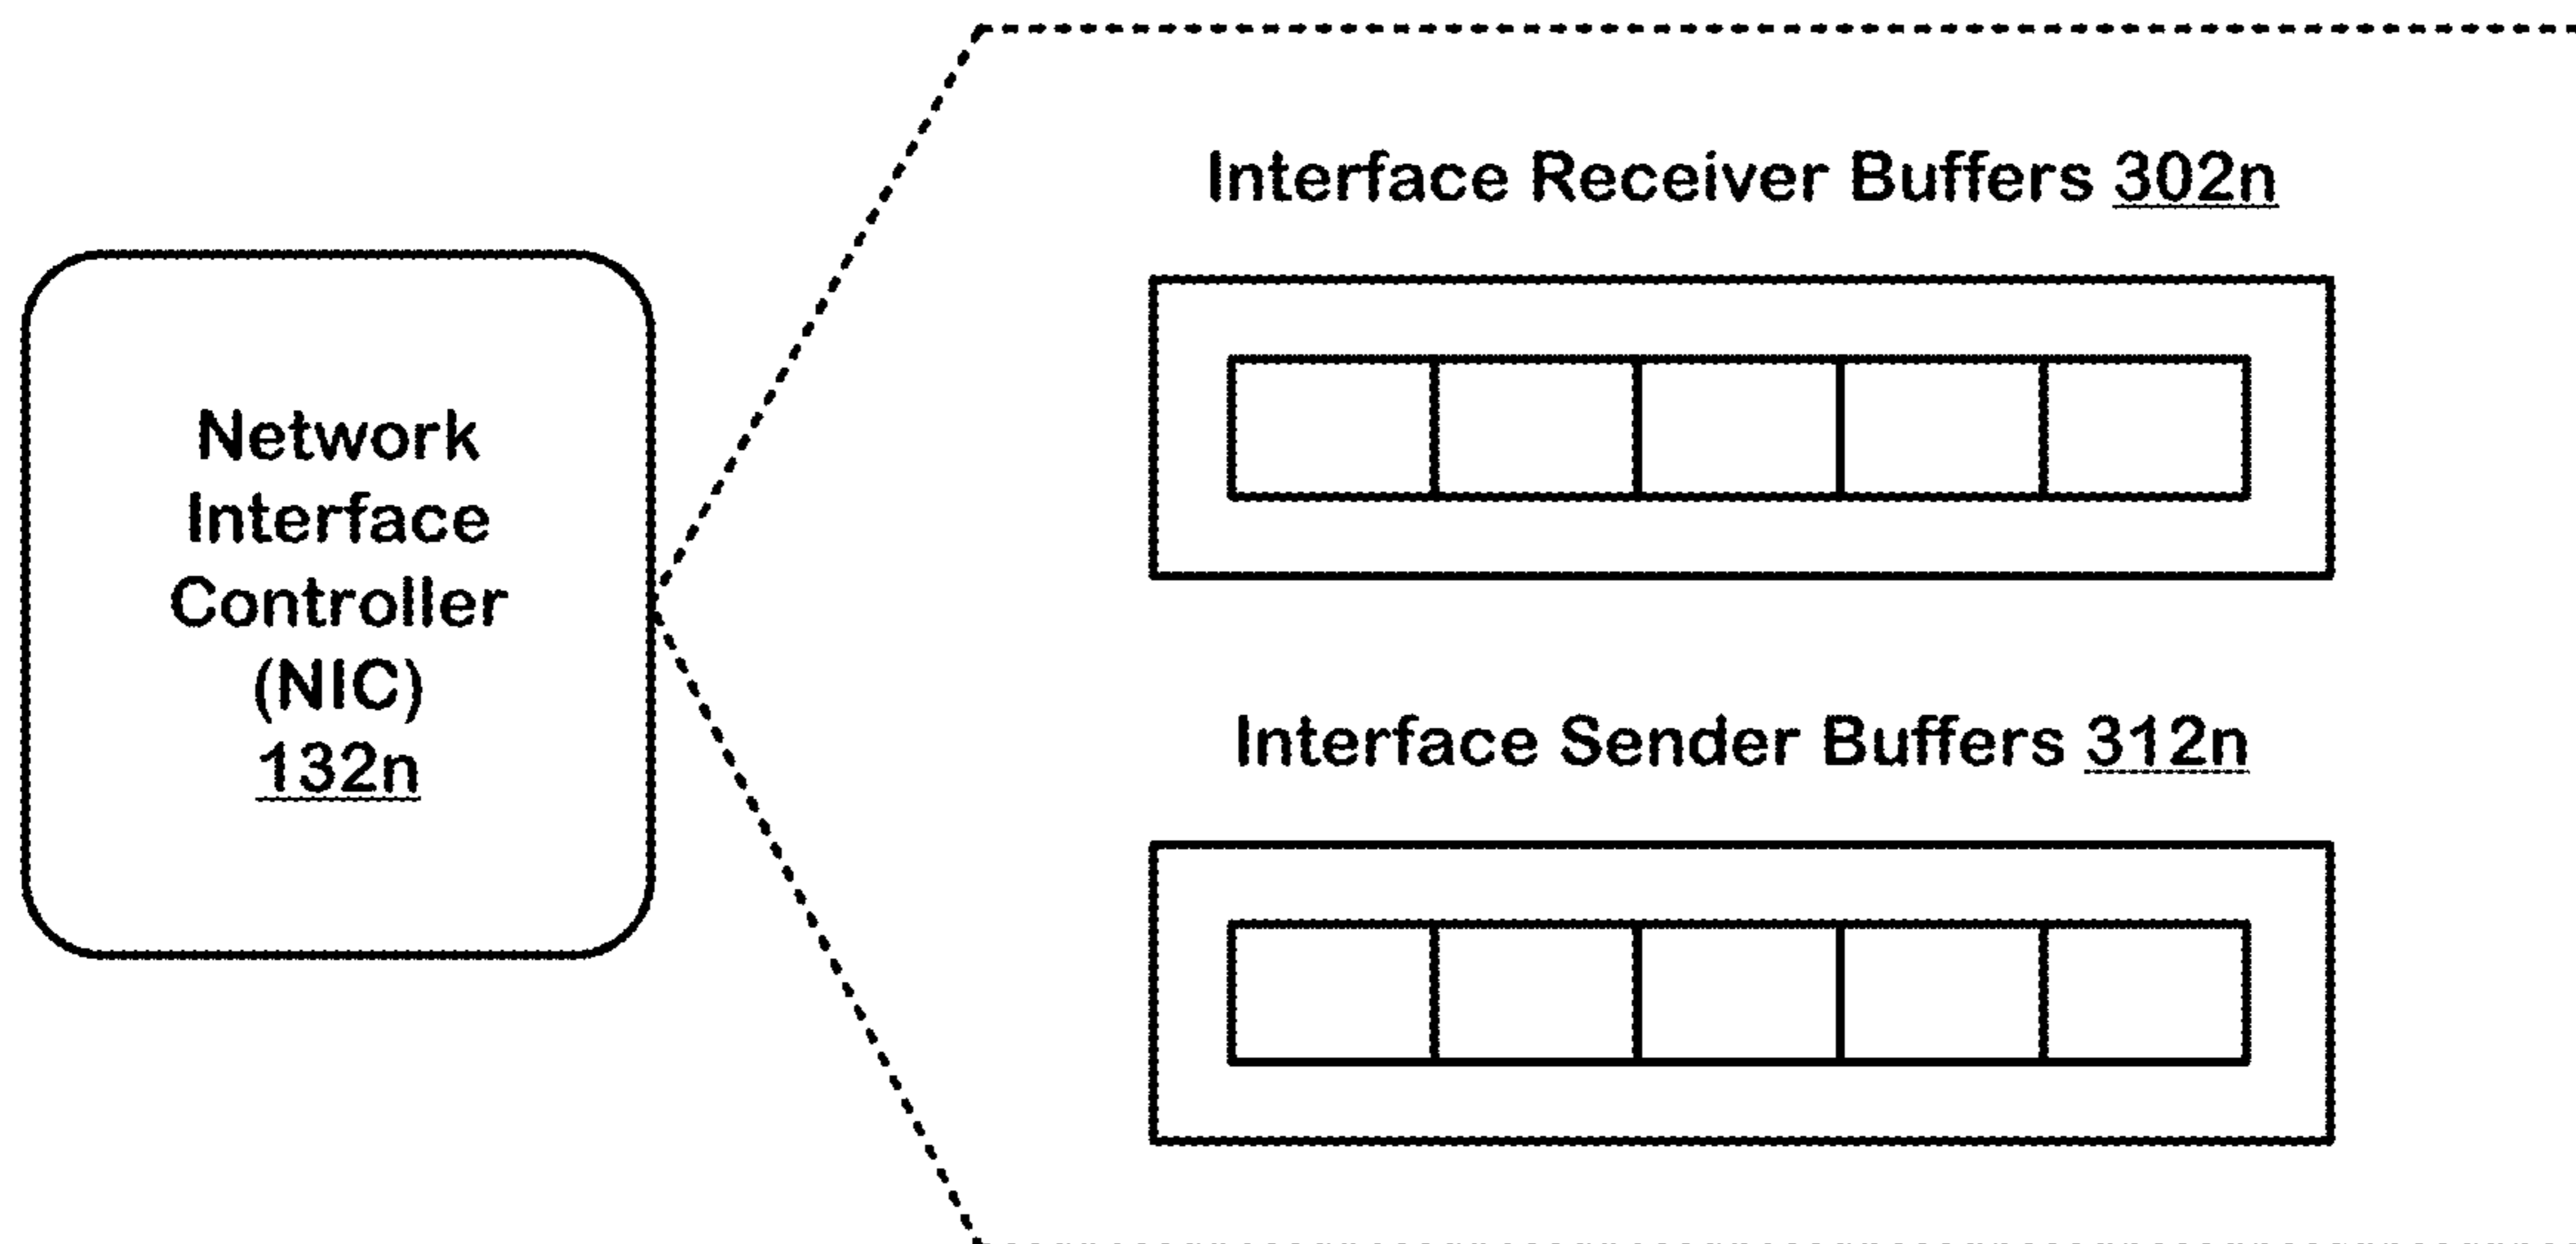 Network
Interface
Controller
(NIC)
132n
Interface Receiver Buffers 302n
Interface Sender Buffers 312n